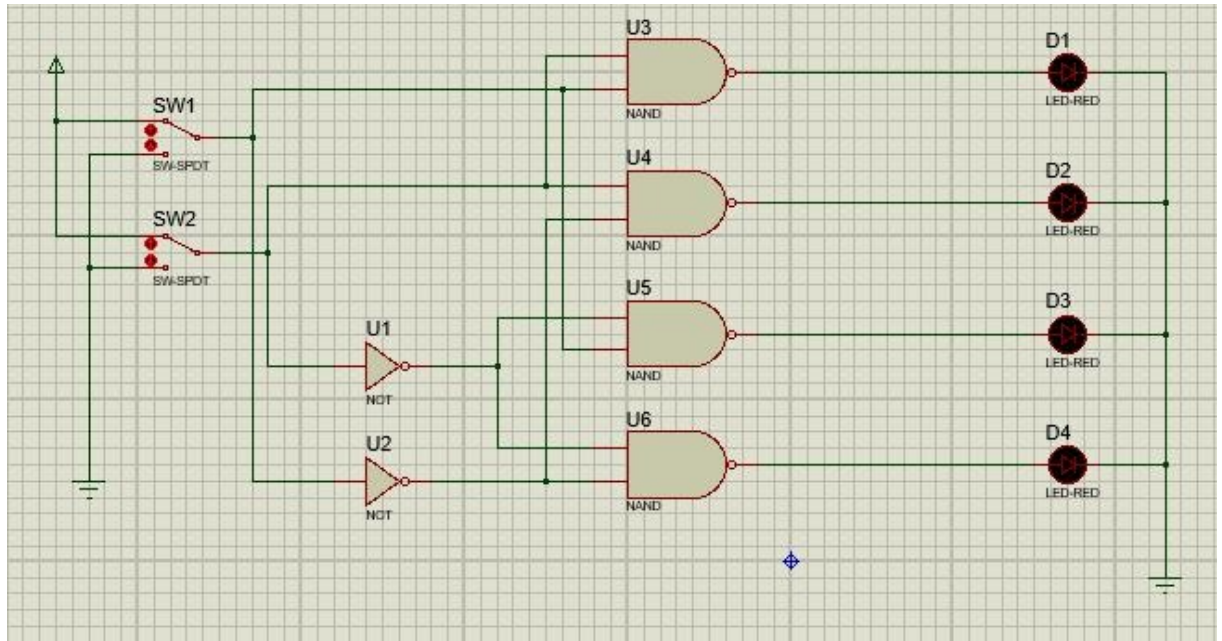 U3
NAND
D1
LED-RED
SW1
SW-SPDT
U4
NAND
D2
LED-RED
SW2
SW-SPDT
U5
NAND
D3
LED-RED
U1
NOT
U6
NAND
D4
LED-RED
U2
NOT